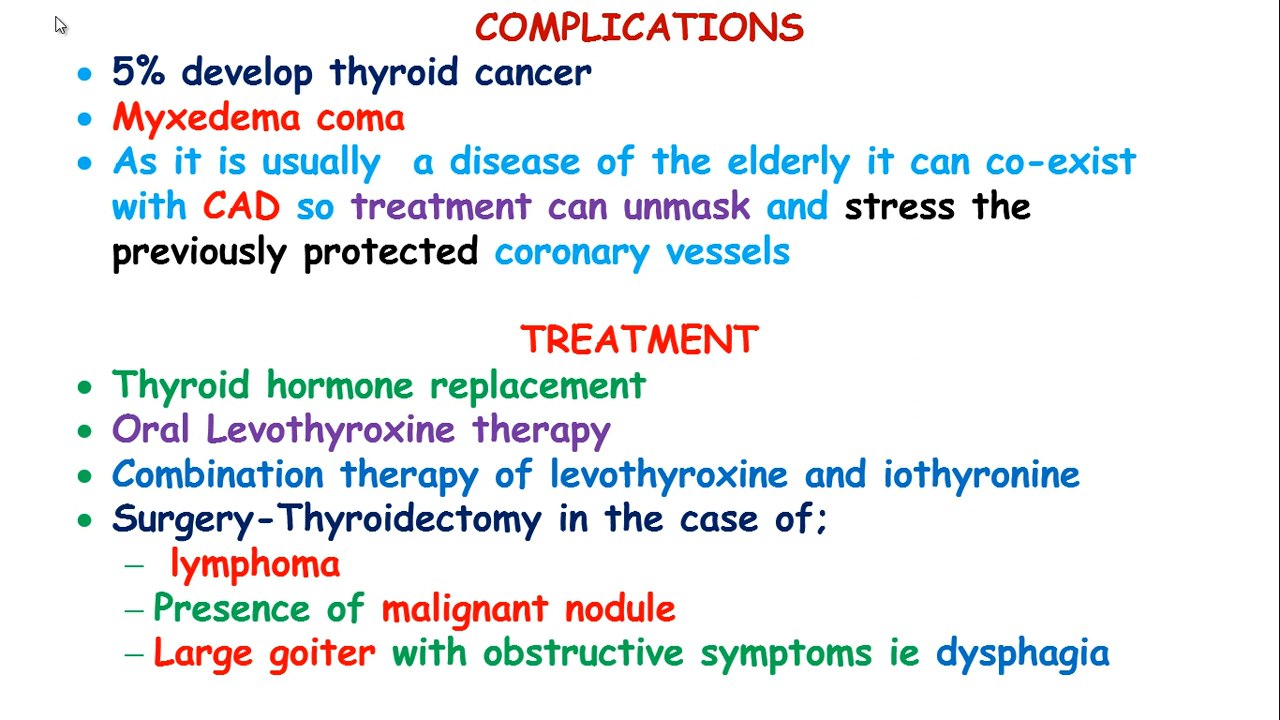 COMPLICATIONS
• 5% develop thyroid cancer
• Myxedema coma
• As it is usually a disease of the elderly it can co-exist
with CAD so treatment can unmask and stress the
previously protected coronary vessels
TREATMENT
• Thyroid hormone replacement
• Oral Levothyroxine therapy
• Combination therapy of levothyroxine and iothyronine
• Surgery-Thyroidectomy in the case of;
– lymphoma
– Presence of malignant nodule
– Large goiter with obstructive symptoms ie dysphagia